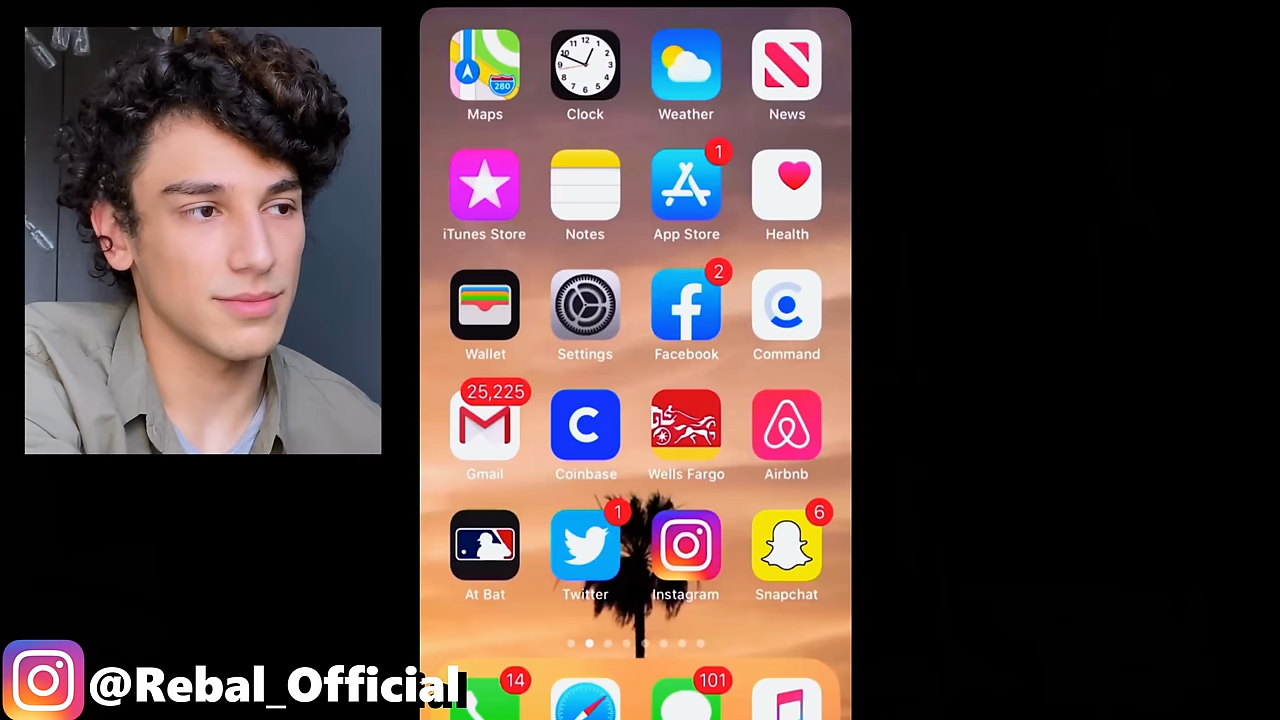 Maps Clock Weather News
1
iTunes Store Notes App Store Health
2
Wallet Settings Facebook Command
25,225
Gmail Coinbase Wells Fargo Airbnb
1 6
At Bat Twitter Instagram Snapchat
14 101
@Rebal_Official